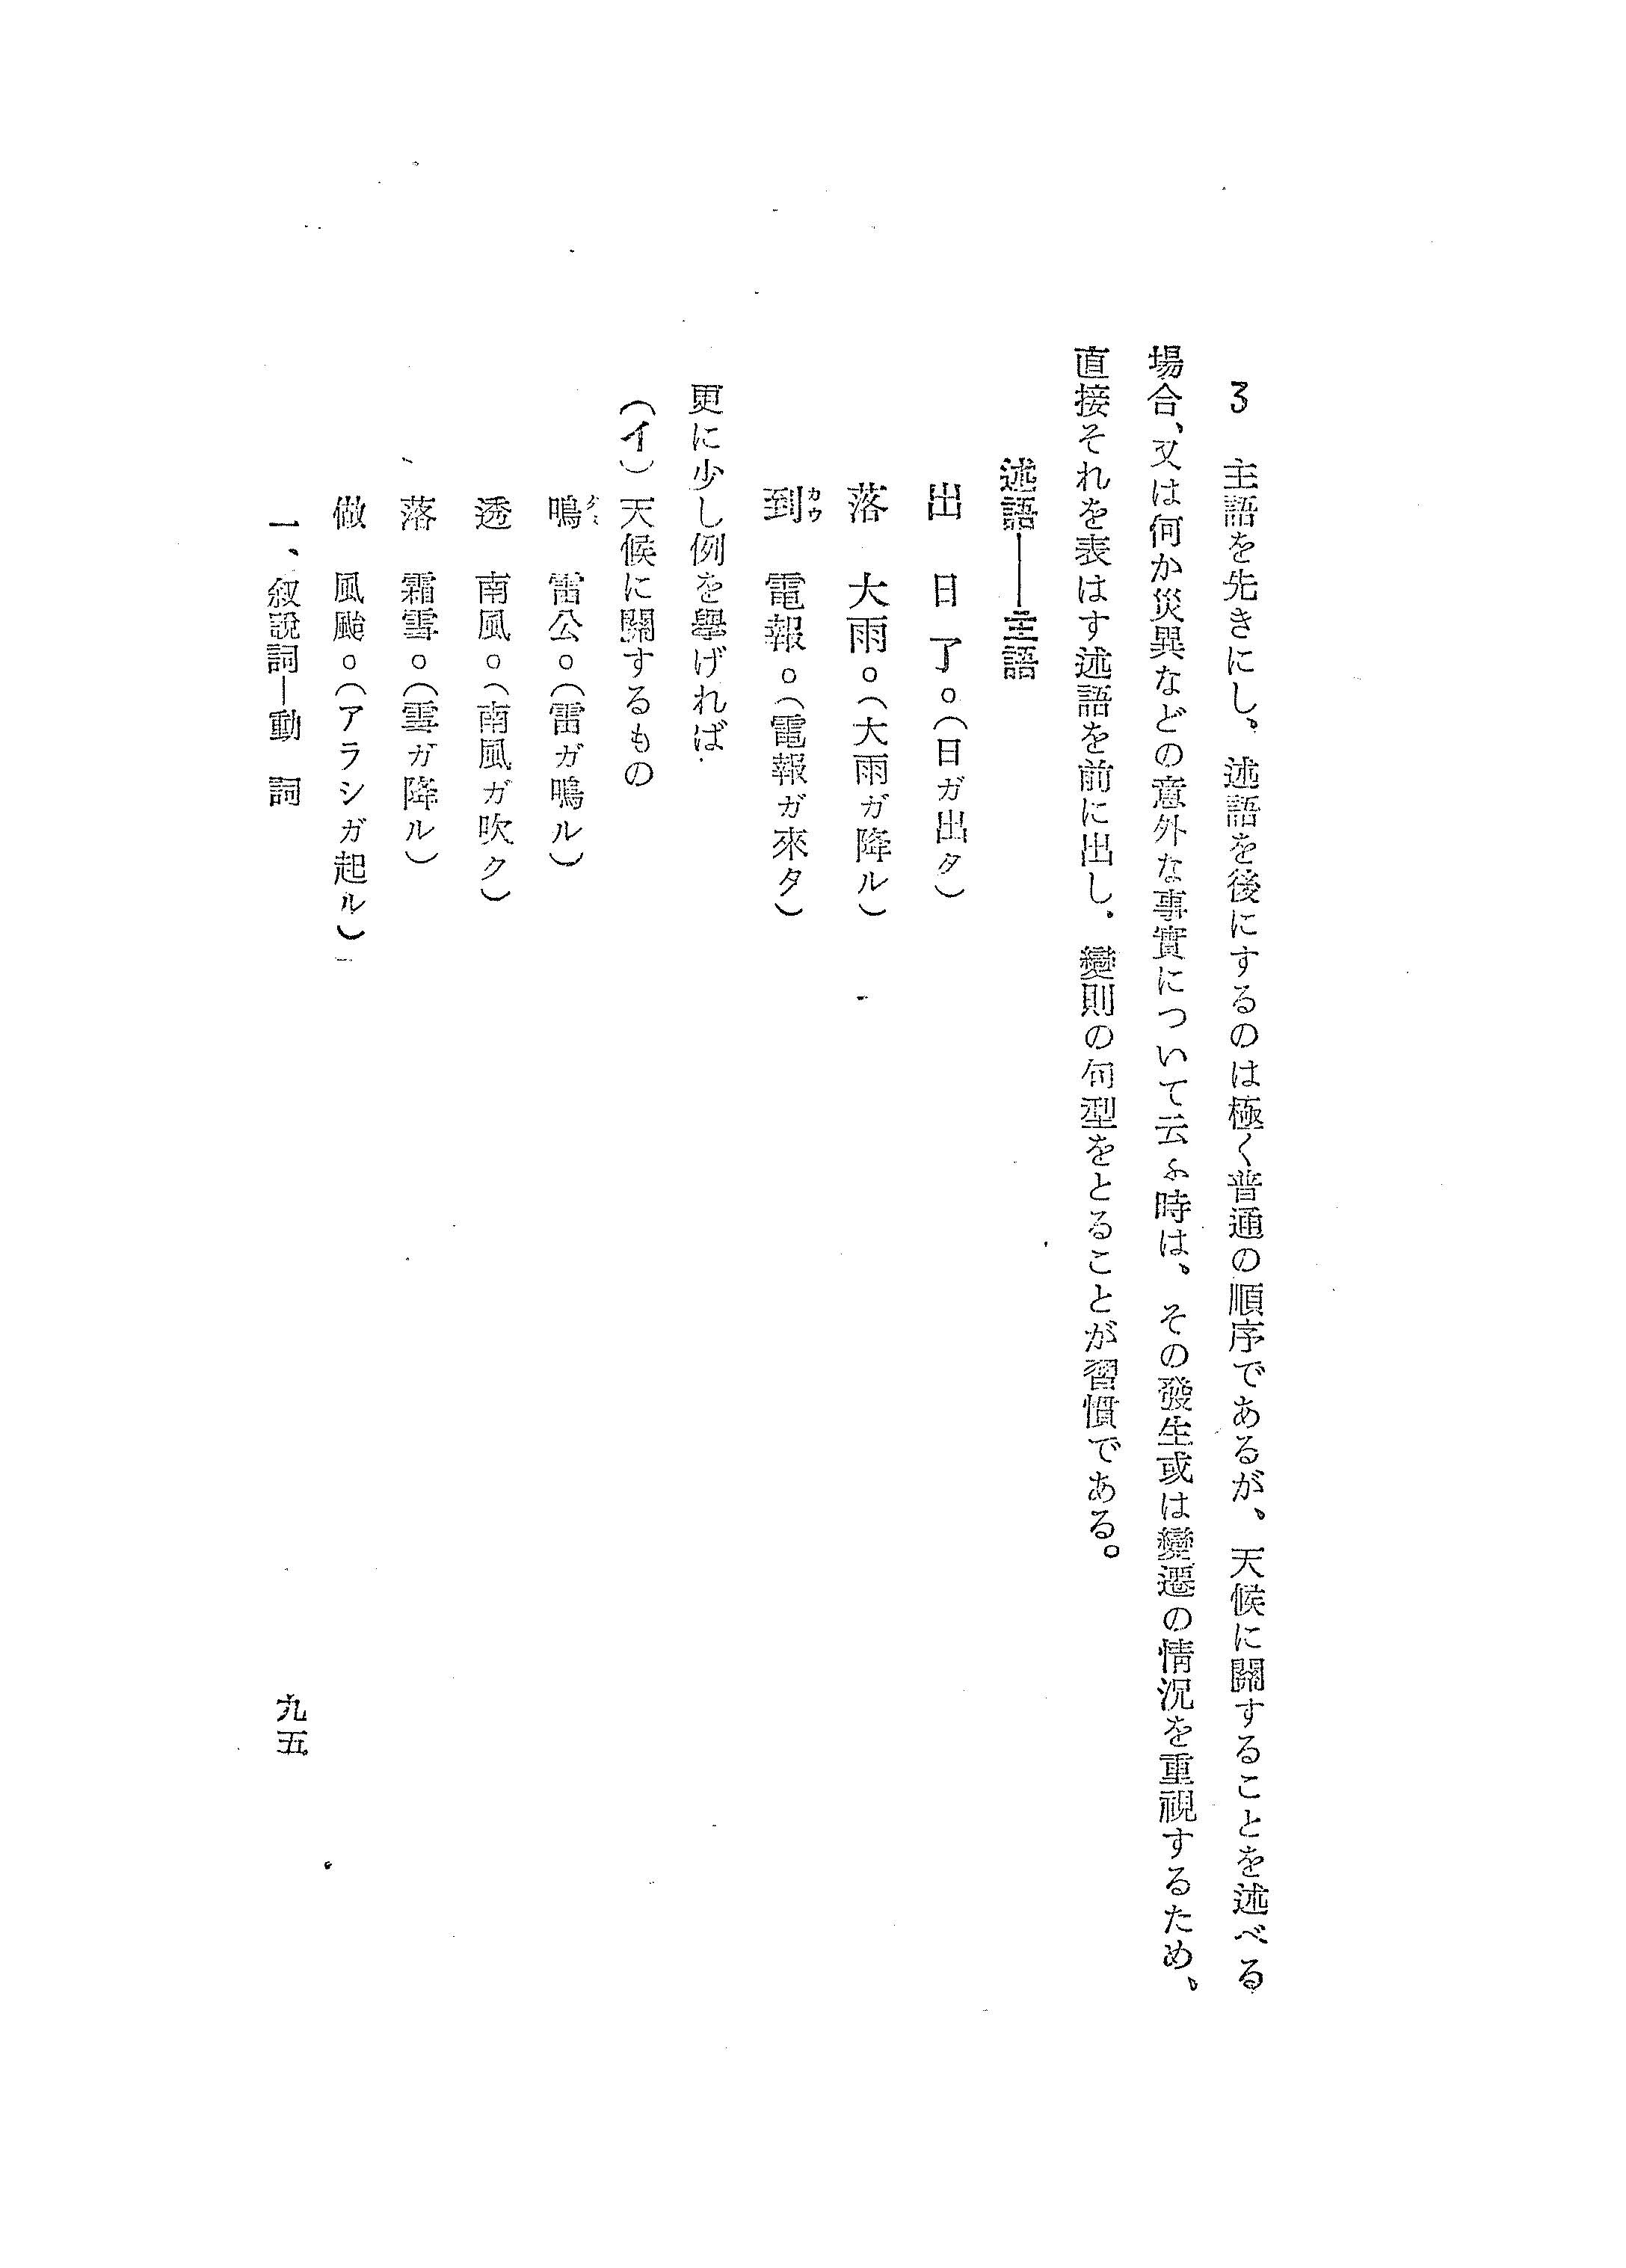 3　主語を先きにし、述語を後にするのは極く普通の順序であるが、天候に關することを述べる
場合、又は何か災異などの意外な事實について云ふ時は、その發生或は變遷の情況を重視するため、
直接それを表はす述語を前に出し、變則の句型をとることが習慣である。
述語——主語
出　日　了。(日ガ出タ)
落　大雨。(大雨ガ降ル)
到　電報。(電報ガ來タ)
カウ
更に少し例を擧げれば
(イ)天候に關するもの
鳴　雷公。(雷ガ鳴ル)
透　南風。(南風ガ吹ク)
落　霜雪。(雪ガ降ル)
做　風颱。(アラシガ起ル)
一、敍說詞—動　詞
九五